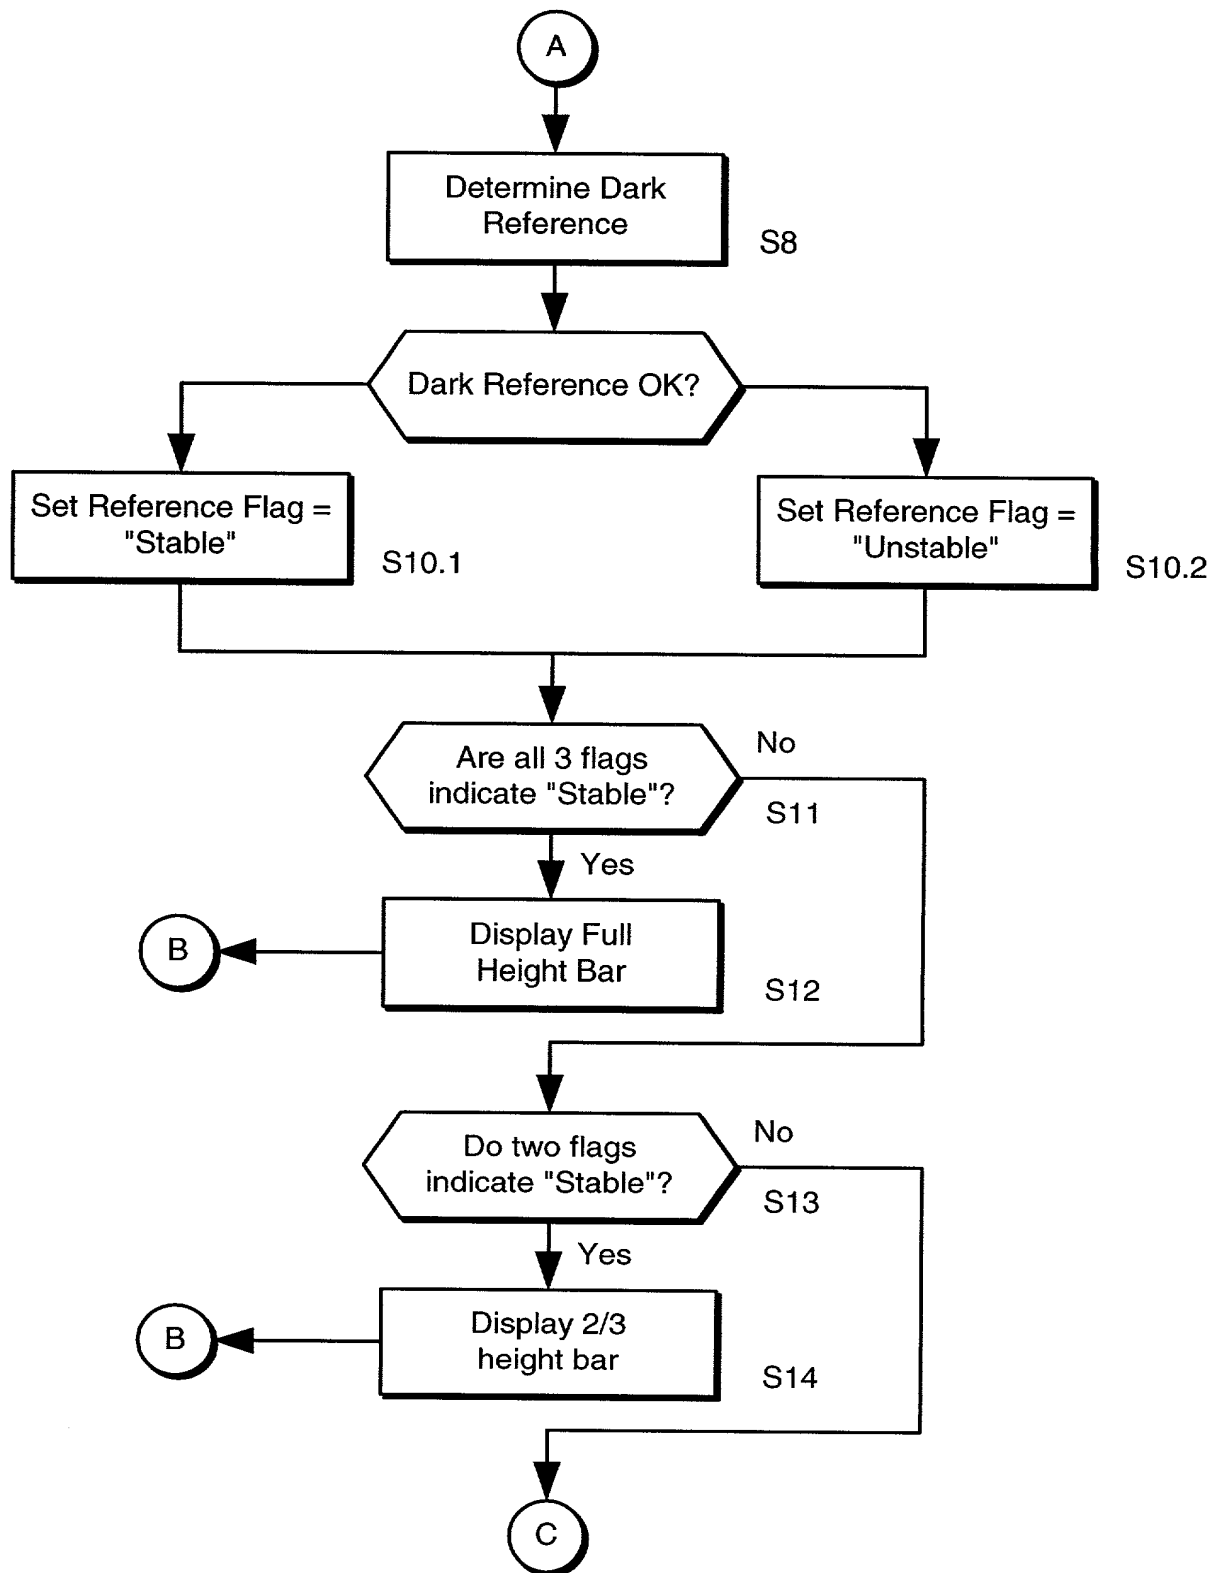 A
Determine Dark
Reference
S8
Dark Reference OK?
Set Reference Flag =
"Stable"
S10.1
Set Reference Flag =
"Unstable"
S10.2
Are all 3 flags
indicate "Stable"?
No
S11
Yes
Display Full
Height Bar
S12
B
Do two flags
indicate "Stable"?
No
S13
Yes
Display 2/3
height bar
S14
B
C